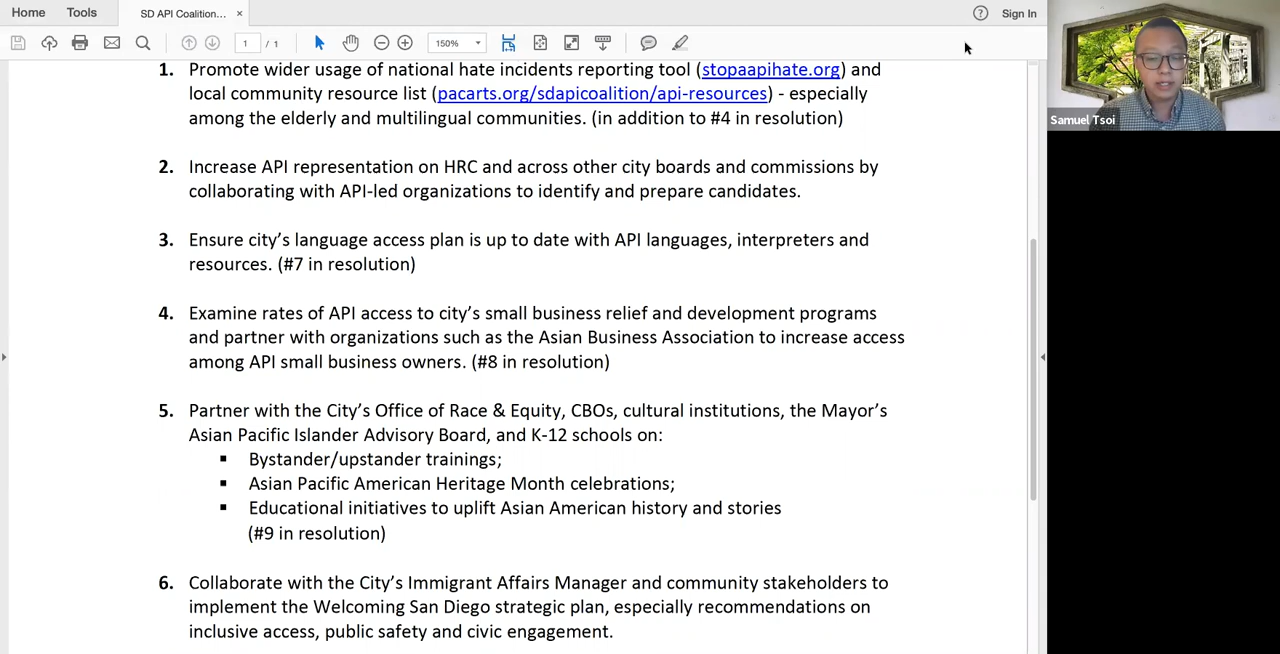 Home Tools SD API Coalition... × Sign In
1 / 1 150%
1. Promote wider usage of national hate incidents reporting tool (stopaapihate.org) and
local community resource list (pacarts.org/sdapicoalition/api-resources) - especially
among the elderly and multilingual communities. (in addition to #4 in resolution)
2. Increase API representation on HRC and across other city boards and commissions by
collaborating with API-led organizations to identify and prepare candidates.
3. Ensure city's language access plan is up to date with API languages, interpreters and
resources. (#7 in resolution)
4. Examine rates of API access to city's small business relief and development programs
and partner with organizations such as the Asian Business Association to increase access
among API small business owners. (#8 in resolution)
5. Partner with the City's Office of Race & Equity, CBOs, cultural institutions, the Mayor's
Asian Pacific Islander Advisory Board, and K-12 schools on:
▪ Bystander/upstander trainings;
▪ Asian Pacific American Heritage Month celebrations;
▪ Educational initiatives to uplift Asian American history and stories
(#9 in resolution)
6. Collaborate with the City's Immigrant Affairs Manager and community stakeholders to
implement the Welcoming San Diego strategic plan, especially recommendations on
inclusive access, public safety and civic engagement.
Samuel Tsoi